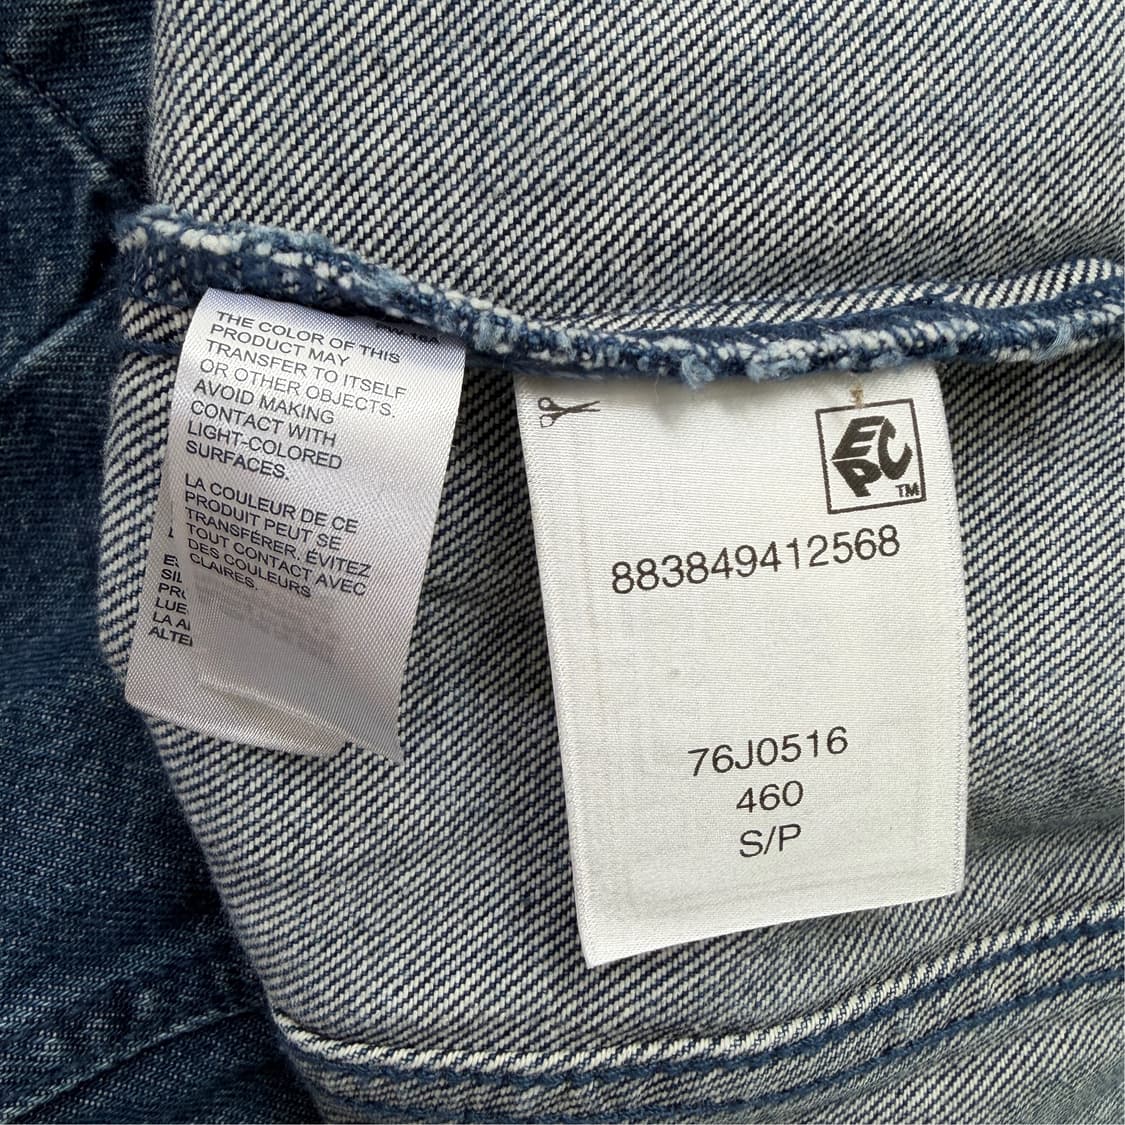 THE COLOR OF THIS
PRODUCT MAY
TRANSFER TO ITSELF
OR OTHER OBJECTS.
AVOID MAKING
CONTACT WITH
LIGHT-COLORED
SURFACES.
LA COULEUR DE CE
PRODUIT PEUT SE
TRANSFÉRER. ÉVITEZ
TOUT CONTACT AVEC
DES COULEURS
CLAIRES.
EPC
TM
883849412568
76J0516
460
S/P